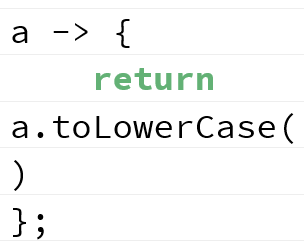 a -> {
    return
a.toLowerCase(
)
};